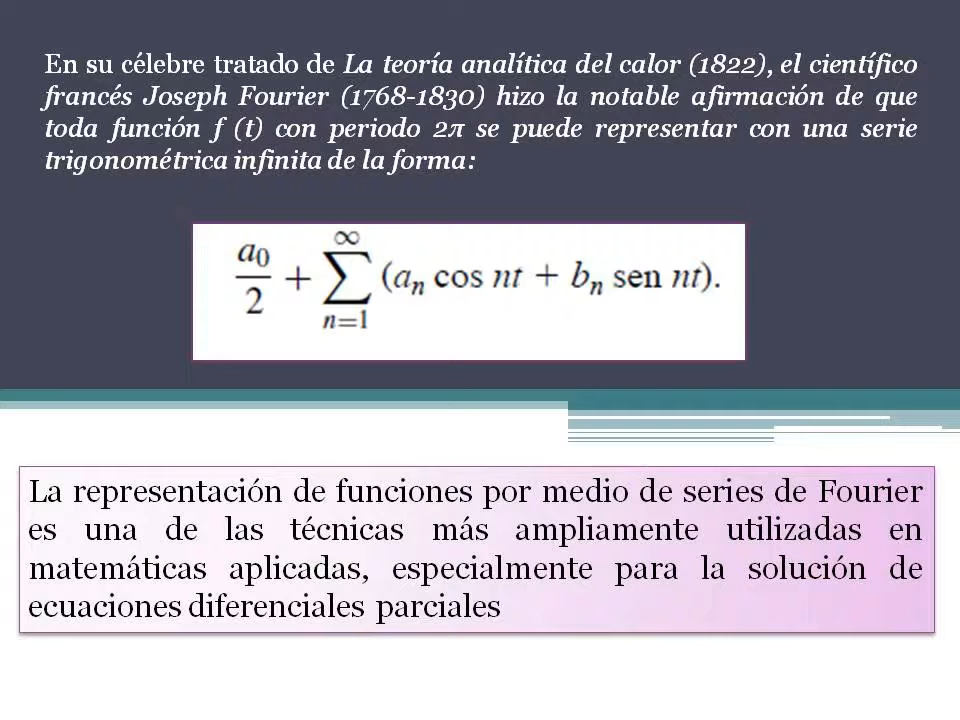 En su célebre tratado de La teoría analítica del calor (1822), el científico
francés Joseph Fourier (1768-1830) hizo la notable afirmación de que
toda función f (t) con periodo 2π se puede representar con una serie
trigonométrica infinita de la forma:
a₀/2 + ∑_{n=1}^{∞} (aₙ cos nt + bₙ sen nt).
La representación de funciones por medio de series de Fourier
es una de las técnicas más ampliamente utilizadas en
matemáticas aplicadas, especialmente para la solución de
ecuaciones diferenciales parciales